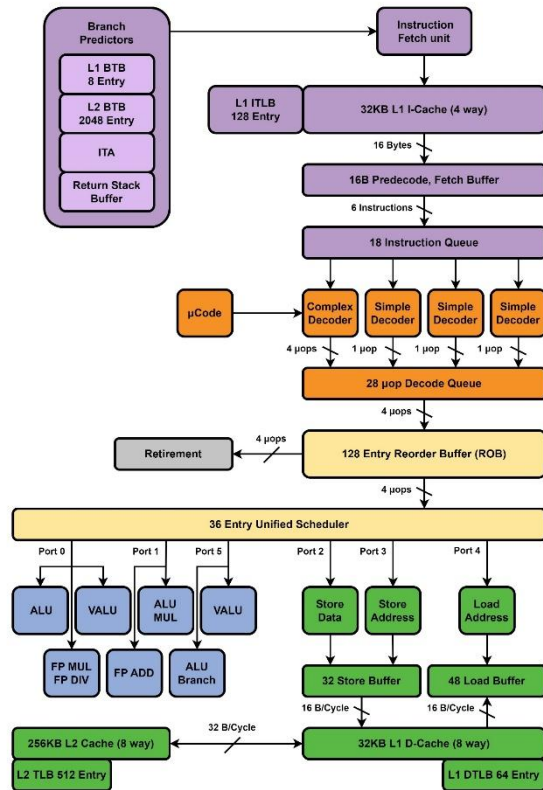 Branch
Predictors
L1 BTB
8 Entry
L2 BTB
2048 Entry
ITA
Return Stack
Buffer
Instruction
Fetch unit
L1 ITLB
128 Entry
32KB L1 I-Cache (4 way)
16 Bytes
16B Predecode, Fetch Buffer
6 Instructions
18 Instruction Queue
µCode
Complex
Decoder
Simple
Decoder
Simple
Decoder
Simple
Decoder
4 µops
1 µop
1 µop
1 µop
28 µop Decode Queue
4 µops
Retirement
4 µops
128 Entry Reorder Buffer (ROB)
4 µops
36 Entry Unified Scheduler
Port 0
Port 1
Port 5
Port 2
Port 3
Port 4
ALU
VALU
ALU
MUL
VALU
Store
Data
Store
Address
Load
Address
FP MUL
FP DIV
FP ADD
ALU
Branch
32 Store Buffer
48 Load Buffer
16 B/Cycle
16 B/Cycle
32 B/Cycle
256KB L2 Cache (8 way)
32KB L1 D-Cache (8 way)
L2 TLB 512 Entry
L1 DTLB 64 Entry